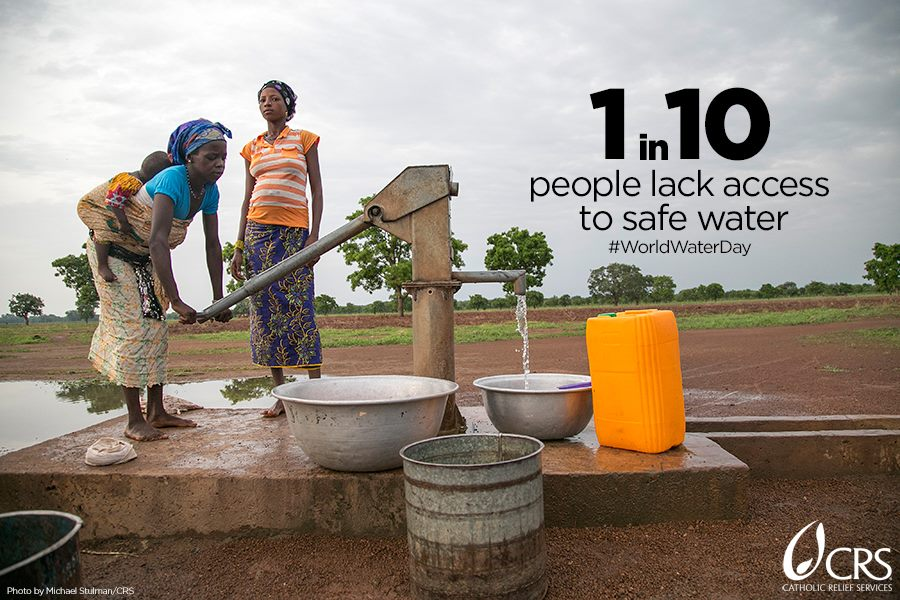 1 in 10
people lack access
to safe water
#WorldWaterDay
Photo by Michael Stulman/CRS
CRS
CATHOLIC RELIEF SERVICES